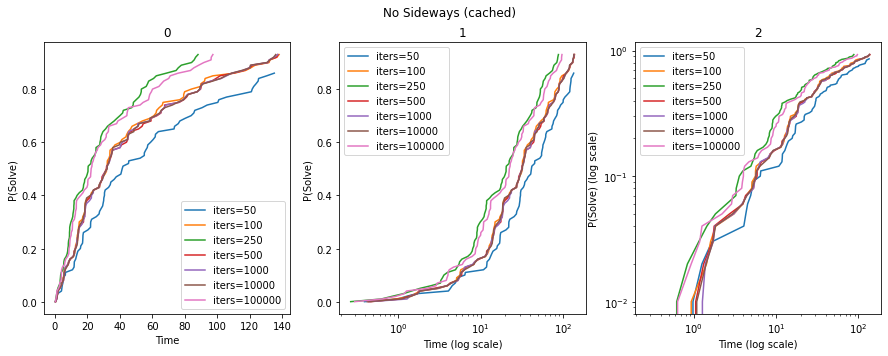 No Sideways (cached)
0
P(Solve)
0.0
0.2
0.4
0.6
0.8
0
20
40
60
80
100
120
140
Time
iters=50
iters=100
iters=250
iters=500
iters=1000
iters=10000
iters=100000
1
P(Solve)
0.0
0.2
0.4
0.6
0.8
10⁰
10¹
10²
Time (log scale)
iters=50
iters=100
iters=250
iters=500
iters=1000
iters=10000
iters=100000
2
P(Solve) (log scale)
10⁰
10⁻¹
10⁻²
10⁰
10¹
10²
Time (log scale)
iters=50
iters=100
iters=250
iters=500
iters=1000
iters=10000
iters=100000